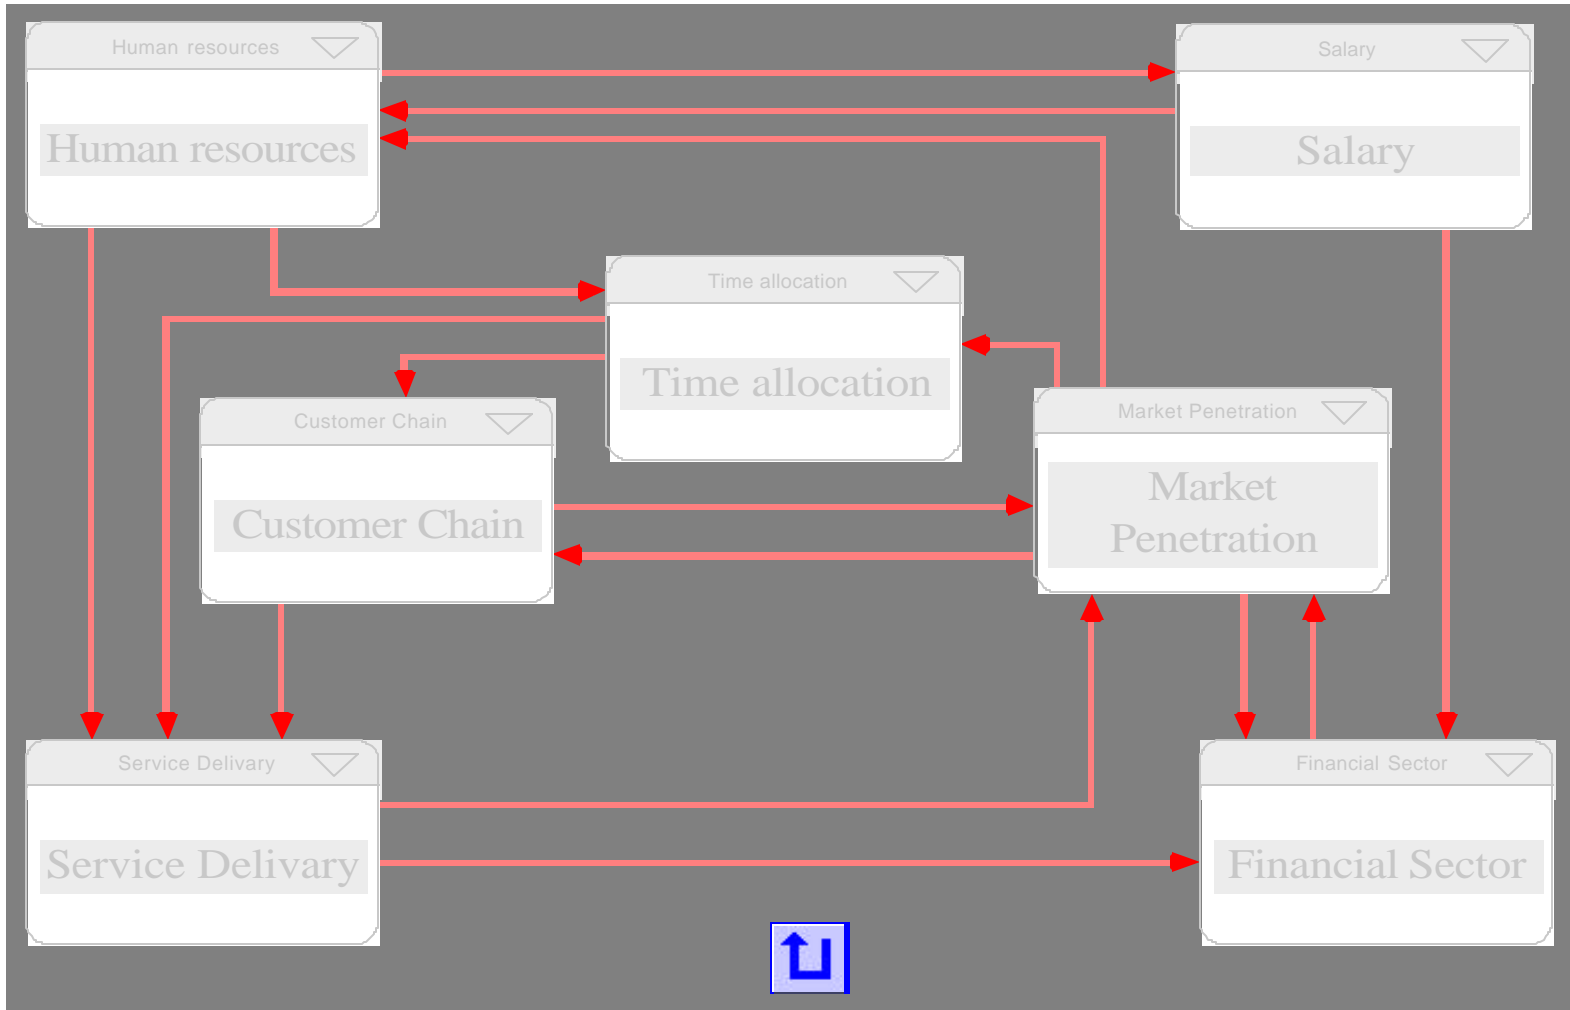 Human resources
Human resources
Salary
Salary
Time allocation
Time allocation
Customer Chain
Customer Chain
Market Penetration
Market
Penetration
Service Delivary
Service Delivary
Financial Sector
Financial Sector